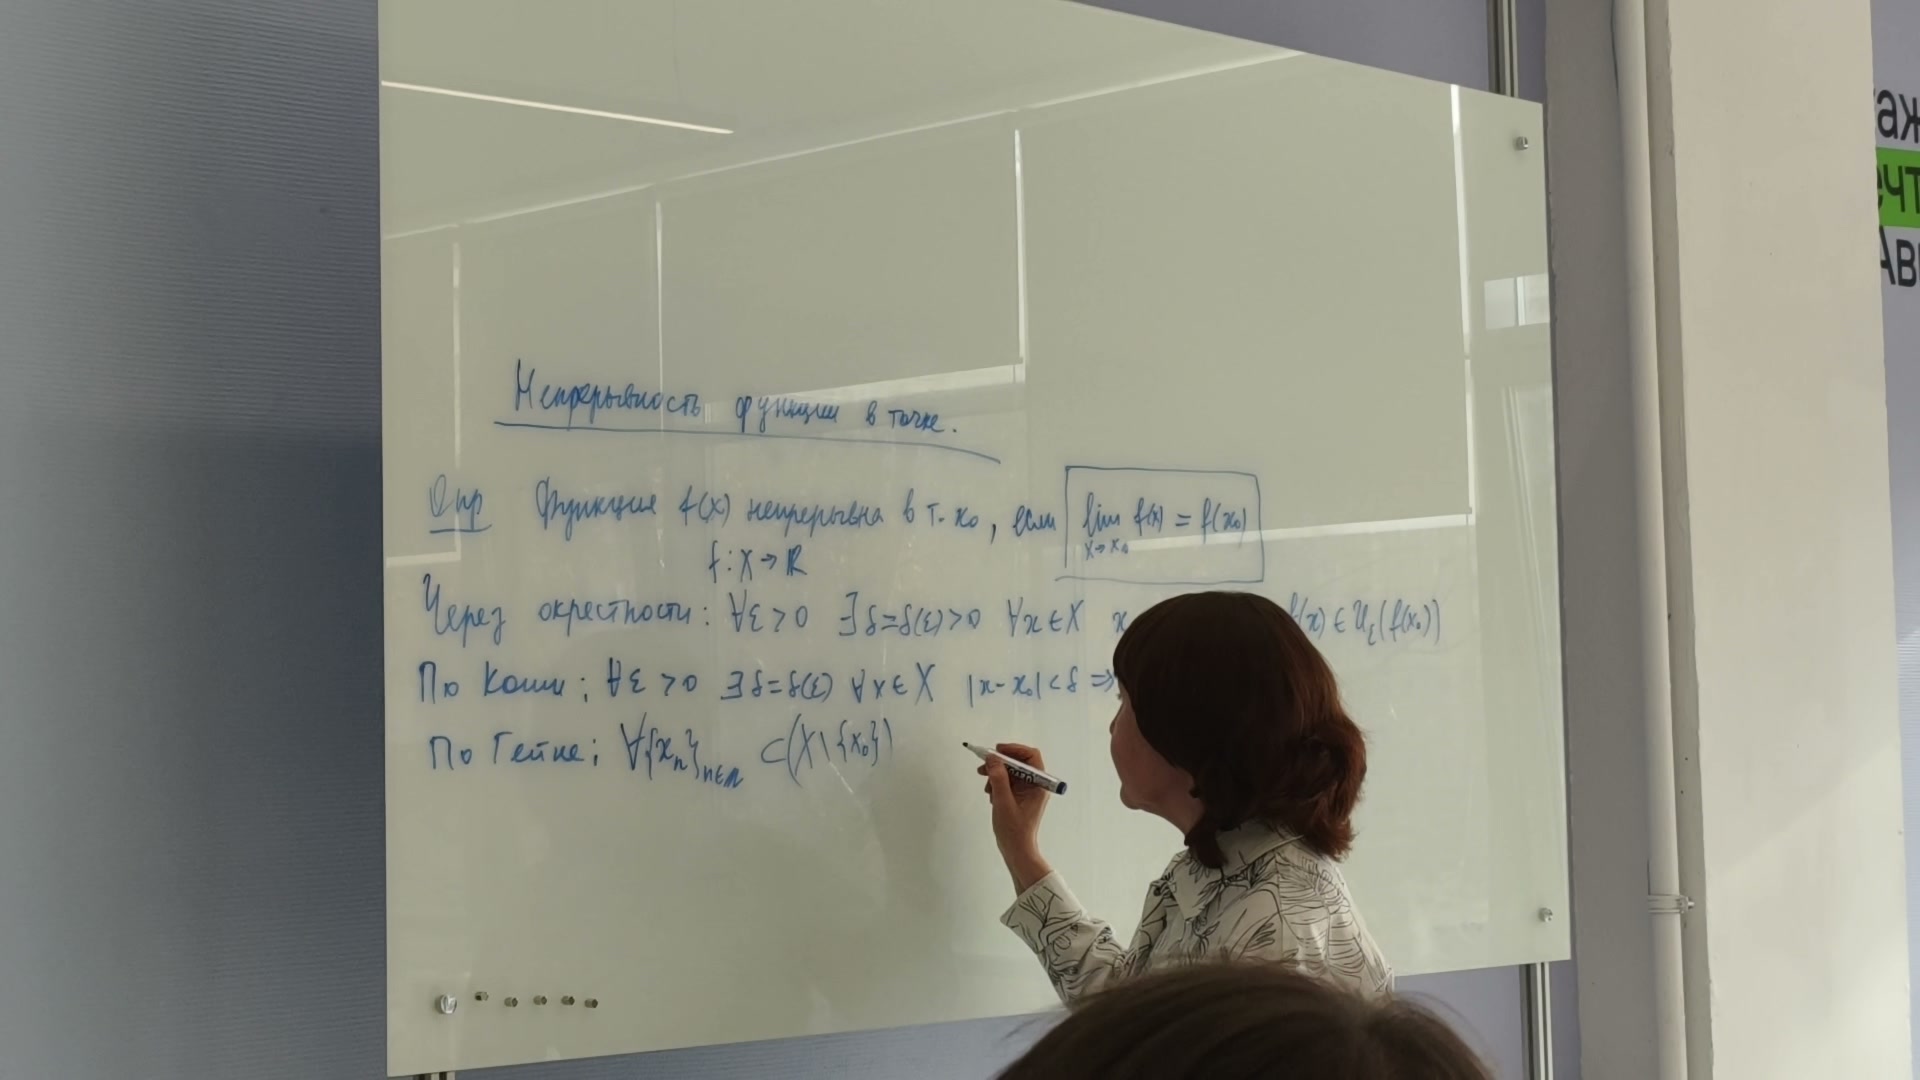 Непрерывность функции в точке.
Опр Функция f(x) непрерывна в т. x₀, если lim f(x) = f(x₀)
x→x₀
f: X → ℝ
Через окрестности: ∀ε>0 ∃δ=δ(ε)>0 ∀x∈X x f(x) ∈ U_ε(f(x₀))
По Коши: ∀ε>0 ∃δ=δ(ε) ∀x∈X |x-x₀|<δ ⇒
По Гейне: ∀{xₙ}ₙ∈ℕ ⊂(X\{x₀})